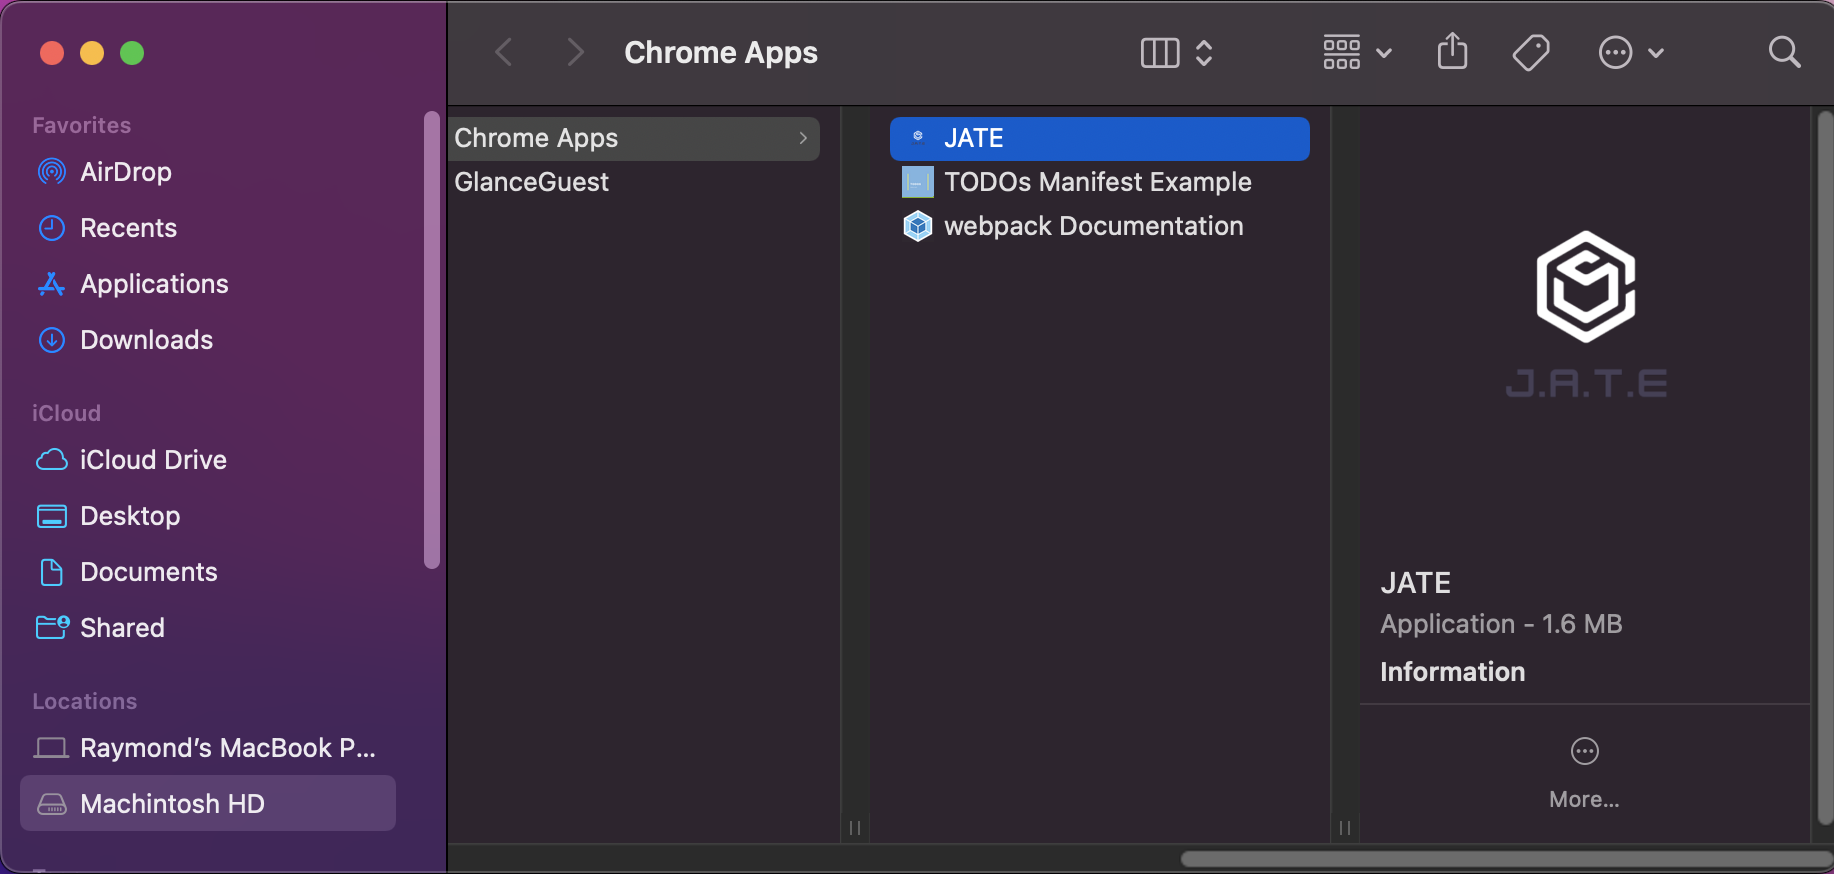 Chrome Apps
Favorites
AirDrop
Recents
Applications
Downloads
iCloud
iCloud Drive
Desktop
Documents
Shared
Locations
Raymond's MacBook P...
Machintosh HD
Chrome Apps
GlanceGuest
JATE
TODOs Manifest Example
webpack Documentation
J.A.T.E
JATE
Application - 1.6 MB
Information
More...